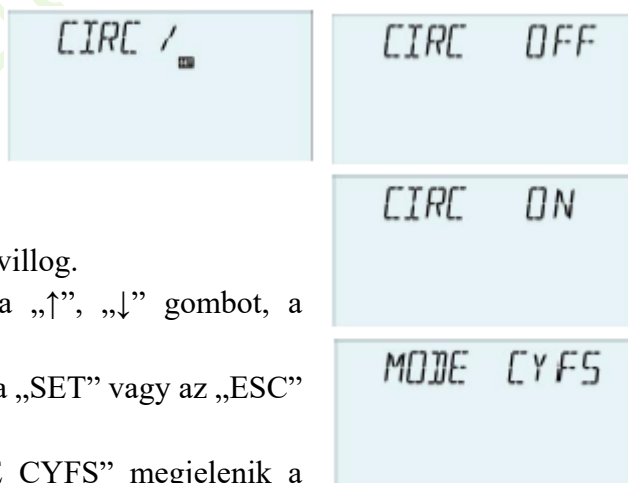 CIRC /
CIRC OFF
CIRC ON
villog.
a „↑”, „↓” gombot, a
MODE CYFS
a „SET” vagy az „ESC”
CYFS” megjelenik a